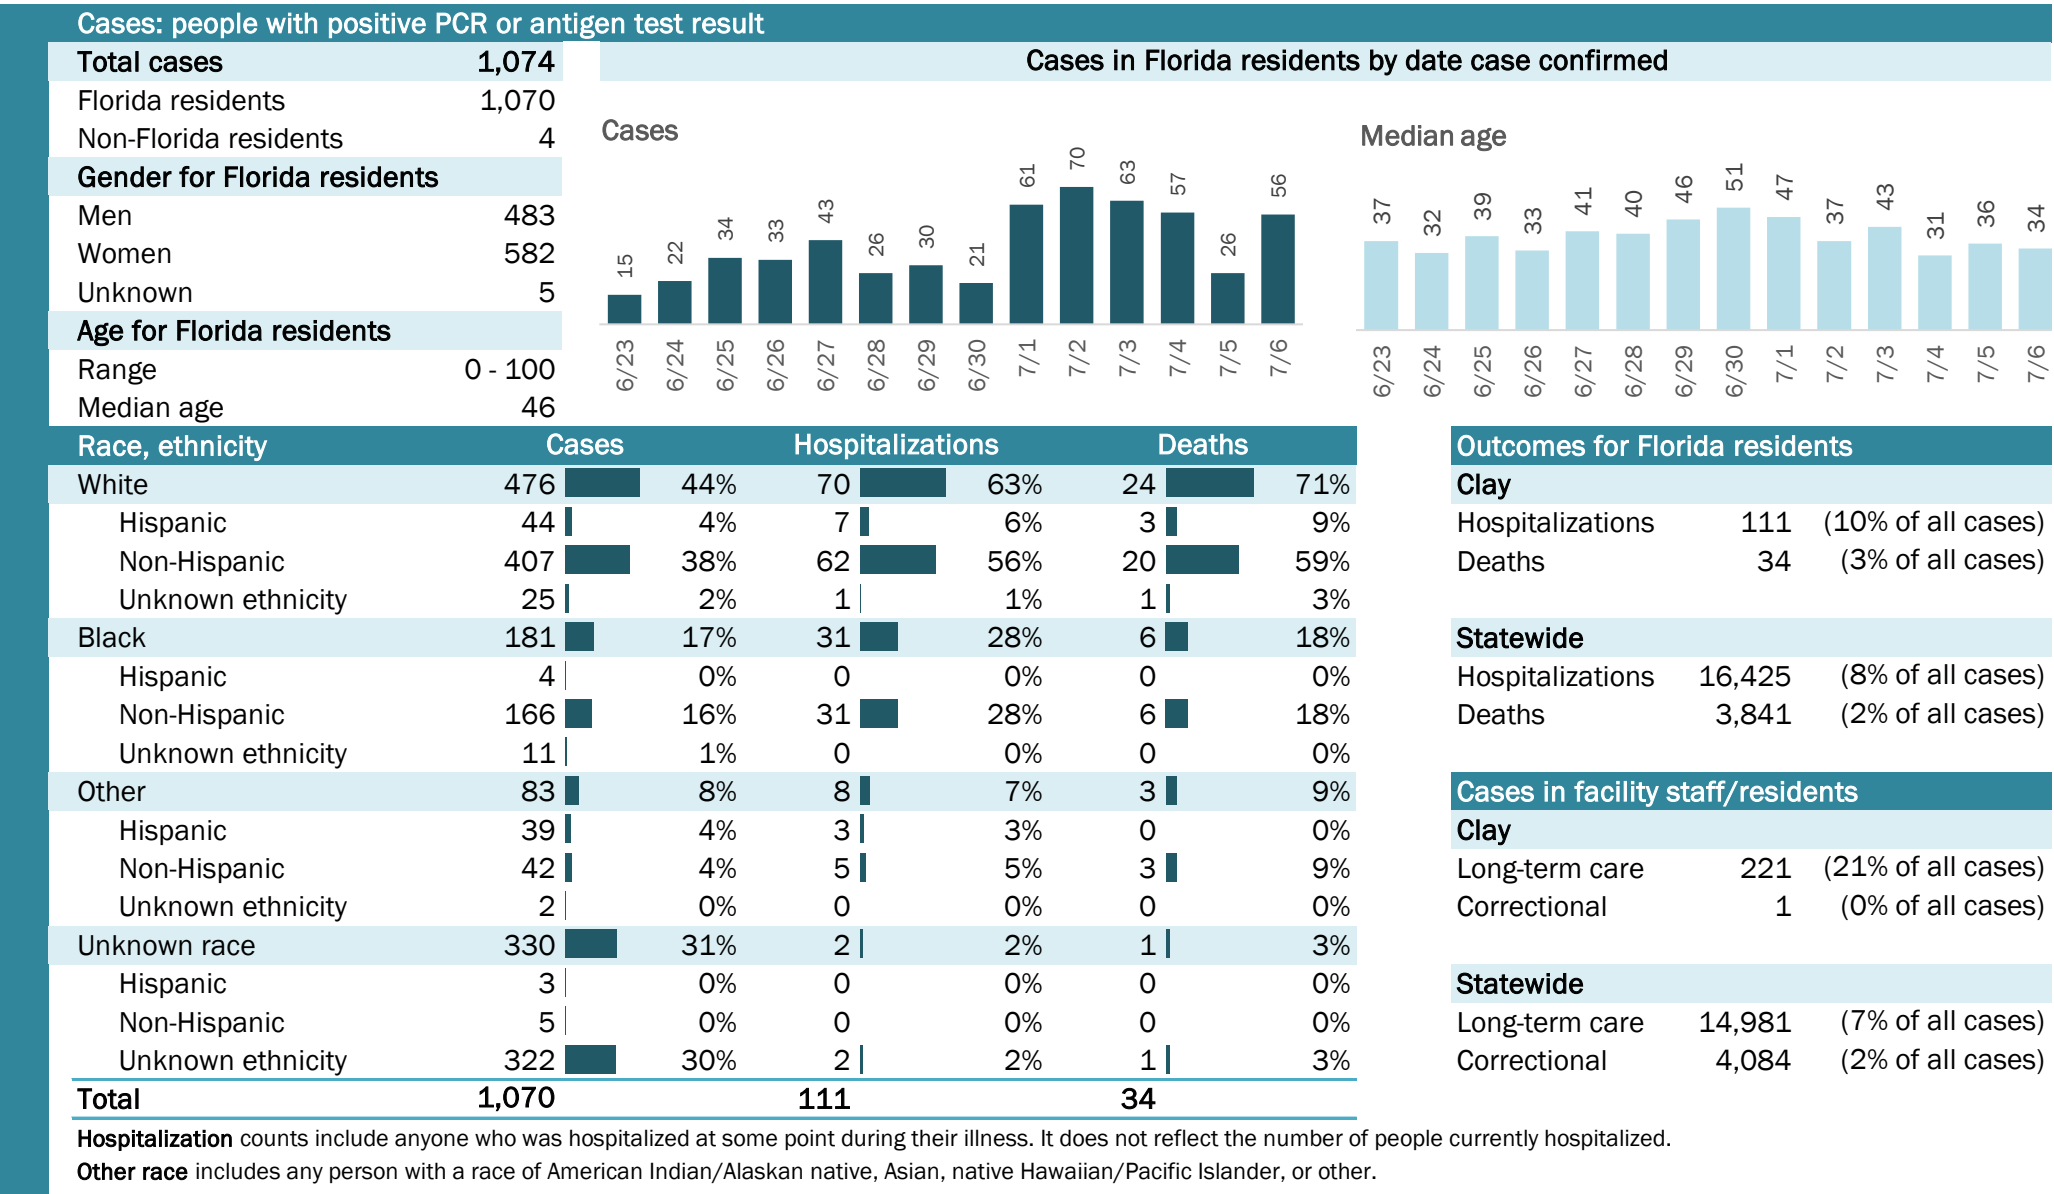 Cases: people with positive PCR or antigen test result
Total cases 1,074
Florida residents 1,070
Non-Florida residents 4
Gender for Florida residents
Men 483
Women 582
Unknown 5
Age for Florida residents
Range 0 - 100
Median age 46
Cases in Florida residents by date case confirmed
Cases
15 22 34 33 43 26 30 21 61 70 63 57 26 56
6/23 6/24 6/25 6/26 6/27 6/28 6/29 6/30 7/1 7/2 7/3 7/4 7/5 7/6
Median age
37 32 39 33 41 40 46 51 47 37 43 31 36 34
6/23 6/24 6/25 6/26 6/27 6/28 6/29 6/30 7/1 7/2 7/3 7/4 7/5 7/6
Race, ethnicity Cases Hospitalizations Deaths
White 476 44% 70 63% 24 71%
Hispanic 44 4% 7 6% 3 9%
Non-Hispanic 407 38% 62 56% 20 59%
Unknown ethnicity 25 2% 1 1% 1 3%
Black 181 17% 31 28% 6 18%
Hispanic 4 0% 0 0% 0 0%
Non-Hispanic 166 16% 31 28% 6 18%
Unknown ethnicity 11 1% 0 0% 0 0%
Other 83 8% 8 7% 3 9%
Hispanic 39 4% 3 3% 0 0%
Non-Hispanic 42 4% 5 5% 3 9%
Unknown ethnicity 2 0% 0 0% 0 0%
Unknown race 330 31% 2 2% 1 3%
Hispanic 3 0% 0 0% 0 0%
Non-Hispanic 5 0% 0 0% 0 0%
Unknown ethnicity 322 30% 2 2% 1 3%
Total 1,070 111 34
Outcomes for Florida residents
Clay
Hospitalizations 111 (10% of all cases)
Deaths 34 (3% of all cases)
Statewide
Hospitalizations 16,425 (8% of all cases)
Deaths 3,841 (2% of all cases)
Cases in facility staff/residents
Clay
Long-term care 221 (21% of all cases)
Correctional 1 (0% of all cases)
Statewide
Long-term care 14,981 (7% of all cases)
Correctional 4,084 (2% of all cases)
Hospitalization counts include anyone who was hospitalized at some point during their illness. It does not reflect the number of people currently hospitalized.
Other race includes any person with a race of American Indian/Alaskan native, Asian, native Hawaiian/Pacific Islander, or other.